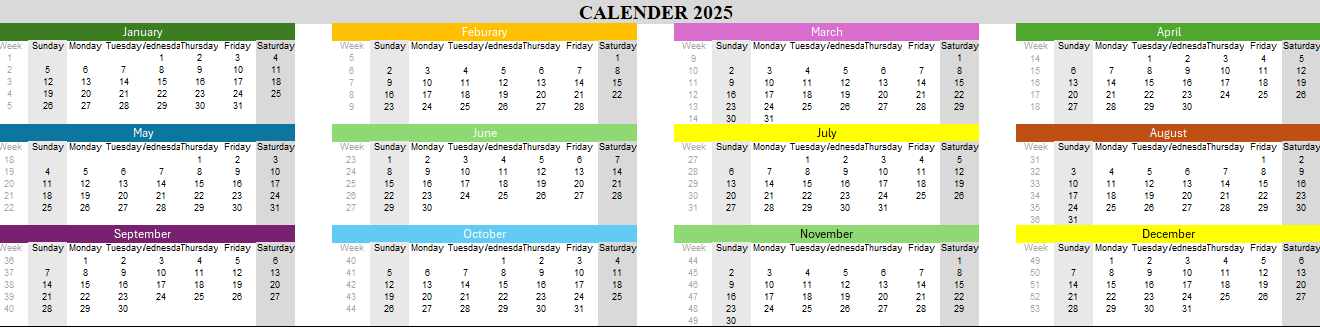 CALENDER 2025
January
Week Sunday Monday Tuesday ednesda Thursday Friday Saturday
1 1 2 3 4
2 5 6 7 8 9 10 11
3 12 13 14 15 16 17 18
4 19 20 21 22 23 24 25
5 26 27 28 29 30 31
Feburary
Week Sunday Monday Tuesday ednesda Thursday Friday Saturday
5 1
6 2 3 4 5 6 7 8
7 9 10 11 12 13 14 15
8 16 17 18 19 20 21 22
9 23 24 25 26 27 28
March
Week Sunday Monday Tuesday ednesda Thursday Friday Saturday
9 1
10 2 3 4 5 6 7 8
11 9 10 11 12 13 14 15
12 16 17 18 19 20 21 22
13 23 24 25 26 27 28 29
14 30 31
April
Week Sunday Monday Tuesday ednesda Thursday Friday Saturday
14 1 2 3 4 5
15 6 7 8 9 10 11 12
16 13 14 15 16 17 18 19
17 20 21 22 23 24 25 26
18 27 28 29 30
May
Week Sunday Monday Tuesday ednesda Thursday Friday Saturday
18 1 2 3
19 4 5 6 7 8 9 10
20 11 12 13 14 15 16 17
21 18 19 20 21 22 23 24
22 25 26 27 28 29 30 31
June
Week Sunday Monday Tuesday ednesda Thursday Friday Saturday
23 1 2 3 4 5 6 7
24 8 9 10 11 12 13 14
25 15 16 17 18 19 20 21
26 22 23 24 25 26 27 28
27 29 30
July
Week Sunday Monday Tuesday ednesda Thursday Friday Saturday
27 1 2 3 4 5
28 6 7 8 9 10 11 12
29 13 14 15 16 17 18 19
30 20 21 22 23 24 25 26
31 27 28 29 30 31
August
Week Sunday Monday Tuesday ednesda Thursday Friday Saturday
31 1 2
32 3 4 5 6 7 8 9
33 10 11 12 13 14 15 16
34 17 18 19 20 21 22 23
35 24 25 26 27 28 29 30
36 31
September
Week Sunday Monday Tuesday ednesda Thursday Friday Saturday
36 1 2 3 4 5 6
37 7 8 9 10 11 12 13
38 14 15 16 17 18 19 20
39 21 22 23 24 25 26 27
40 28 29 30
October
Week Sunday Monday Tuesday ednesda Thursday Friday Saturday
40 1 2 3 4
41 5 6 7 8 9 10 11
42 12 13 14 15 16 17 18
43 19 20 21 22 23 24 25
44 26 27 28 29 30 31
November
Week Sunday Monday Tuesday ednesda Thursday Friday Saturday
44 1
45 2 3 4 5 6 7 8
46 9 10 11 12 13 14 15
47 16 17 18 19 20 21 22
48 23 24 25 26 27 28 29
49 30
December
Week Sunday Monday Tuesday ednesda Thursday Friday Saturday
49 1 2 3 4 5 6
50 7 8 9 10 11 12 13
51 14 15 16 17 18 19 20
52 21 22 23 24 25 26 27
53 28 29 30 31